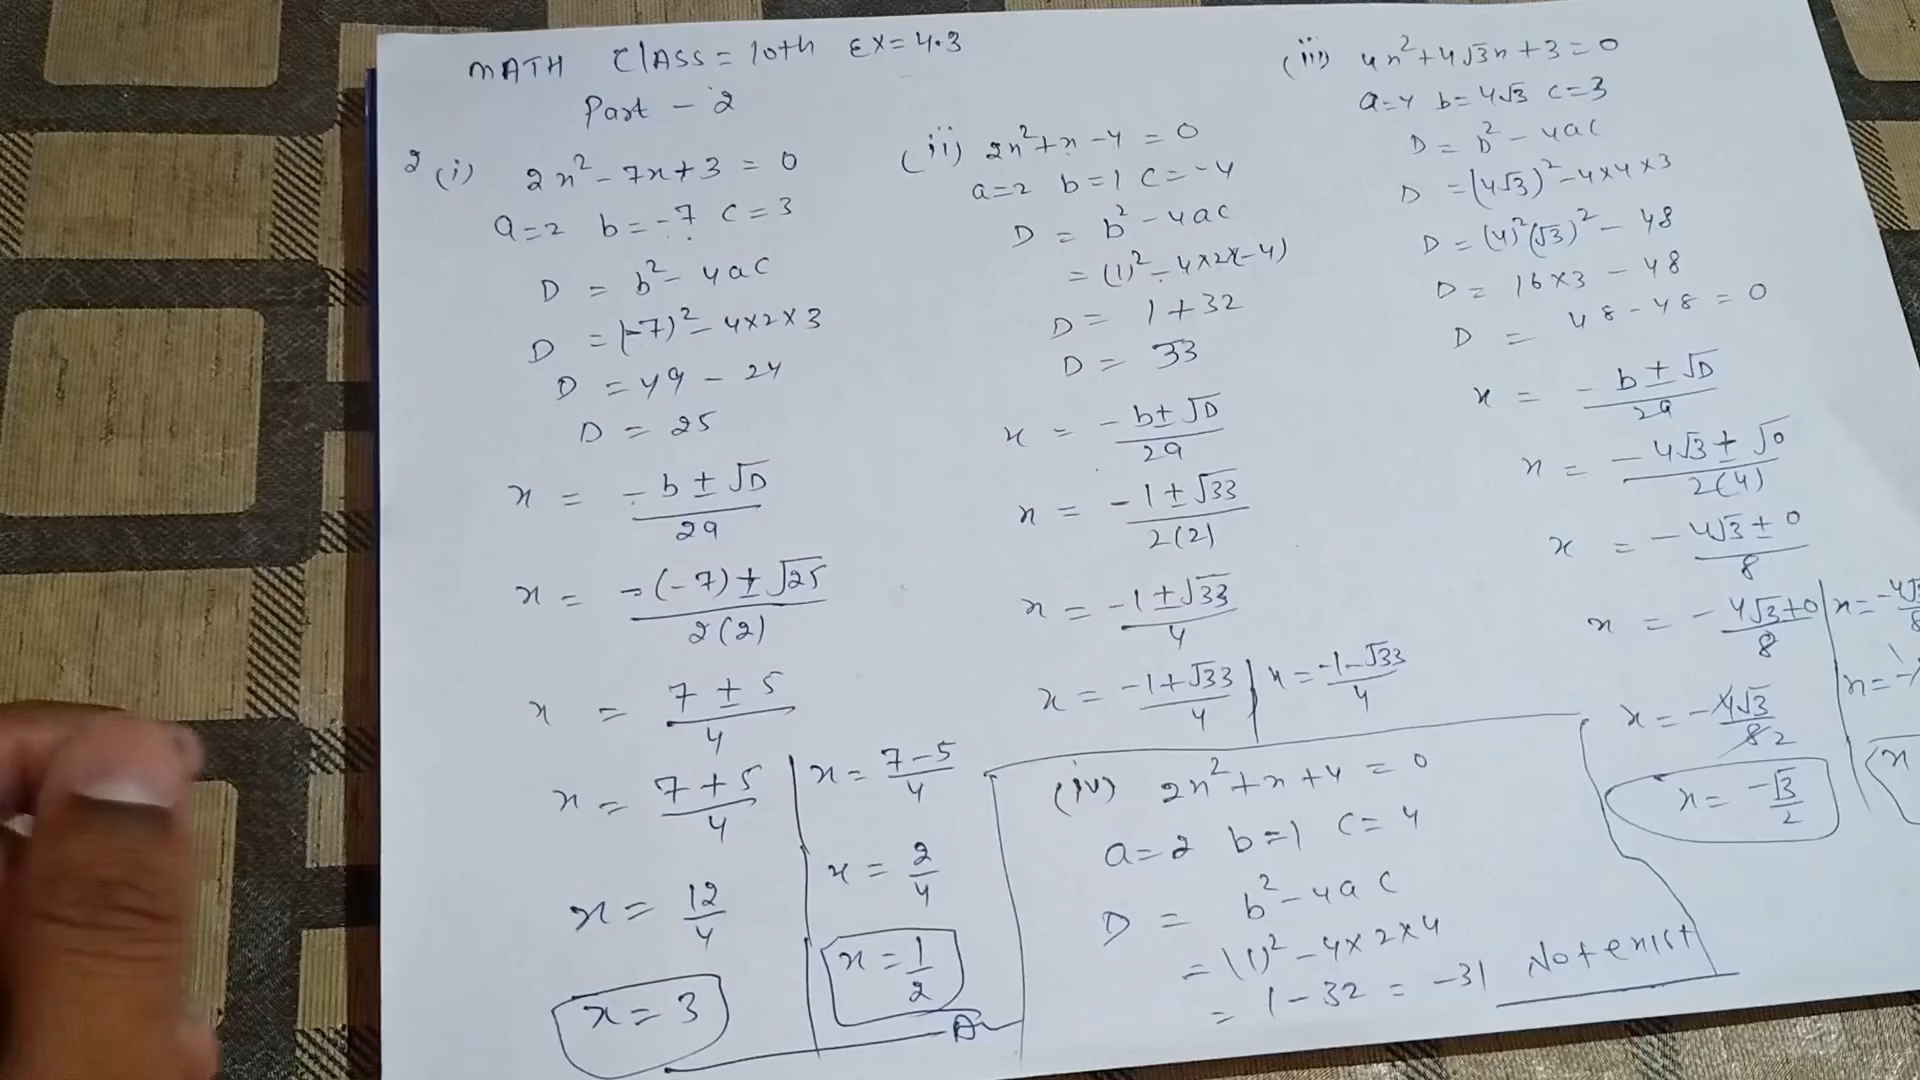 MATH CLASS = 10th EX = 4.3
Part - 2
2 (i) 2x² - 7x + 3 = 0
a=2 b=-7 c=3
D = b² - 4ac
D = (-7)² - 4×2×3
D = 49 - 24
D = 25
x = -b ± √D / 2a
x = -(-7) ± √25 / 2(2)
x = 7 ± 5 / 4
x = 7 + 5 / 4 | x = 7-5 / 4
x = 12/4 | x = 2/4
x = 3 | x = 1/2
(ii) 2x² + x - 4 = 0
a=2 b=1 c=-4
D = b² - 4ac
= (1)² - 4×2×-4)
D = 1 + 32
D = 33
x = -b ± √D / 2a
x = -1 ± √33 / 2(2)
x = -1 ± √33 / 4
x = -1+√33 / 4 | x = -1-√33 / 4
(iii) 4x² + 4√3x + 3 = 0
a=4 b=4√3 c=3
D = b² - 4ac
D = (4√3)² - 4×4×3
D = (4)²(√3)² - 48
D = 16×3 - 48
D = 48 - 48 = 0
x = -b ± √D / 2a
x = -4√3 ± √0 / 2(4)
x = -4√3 ± 0 / 8
x = -4√3+0 / 8 | x = -4√3 / 8
x = -4√3 / 8 2 | x = -
x = -√3/2 | x
(iv) 2x² + x + 4 = 0
a=2 b=1 c=4
D = b² - 4ac
= (1)² - 4×2×4
= 1 - 32 = -31 Not exist